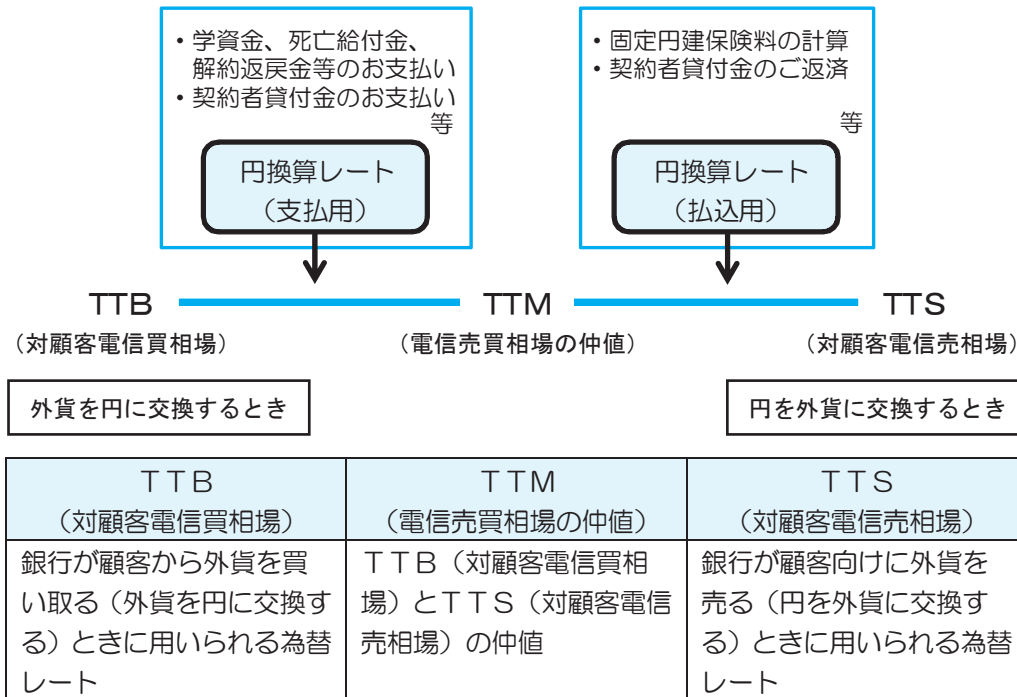 ・学資金、死亡給付金、
解約返戻金等のお支払い
・契約者貸付金のお支払い
等
円換算レート
（支払用）
・固定円建保険料の計算
・契約者貸付金のご返済
等
円換算レート
（払込用）
TTB
TTM
TTS
（対顧客電信買相場）
（電信売買相場の仲値）
（対顧客電信売相場）
外貨を円に交換するとき
円を外貨に交換するとき
ＴＴＢ
（対顧客電信買相場）
ＴＴＭ
（電信売買相場の仲値）
ＴＴＳ
（対顧客電信売相場）
銀行が顧客から外貨を買
い取る（外貨を円に交換す
る）ときに用いられる為替
レート
ＴＴＢ（対顧客電信買相
場）とＴＴＳ（対顧客電信
売相場）の仲値
銀行が顧客向けに外貨を
売る（円を外貨に交換す
る）ときに用いられる為替
レート